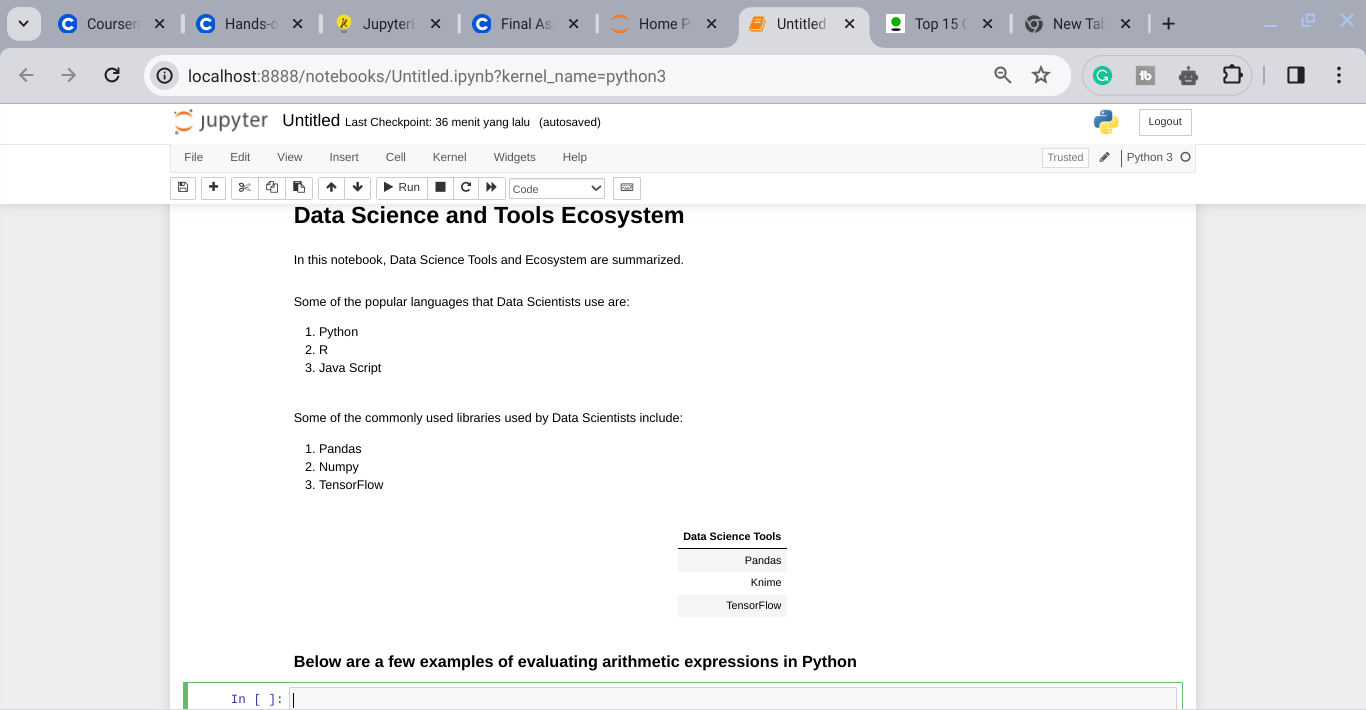 Courser
Hands-o
JupyterL
Final As
Home P
Untitled
Top 15 C
New Tab
localhost:8888/notebooks/Untitled.ipynb?kernel_name=python3
jupyter Untitled Last Checkpoint: 36 menit yang lalu (autosaved)
Logout
File Edit View Insert Cell Kernel Widgets Help
Trusted Python 3
Run Code
Data Science and Tools Ecosystem
In this notebook, Data Science Tools and Ecosystem are summarized.
Some of the popular languages that Data Scientists use are:
1. Python
2. R
3. Java Script
Some of the commonly used libraries used by Data Scientists include:
1. Pandas
2. Numpy
3. TensorFlow
Data Science Tools
Pandas
Knime
TensorFlow
Below are a few examples of evaluating arithmetic expressions in Python
In [ ]: